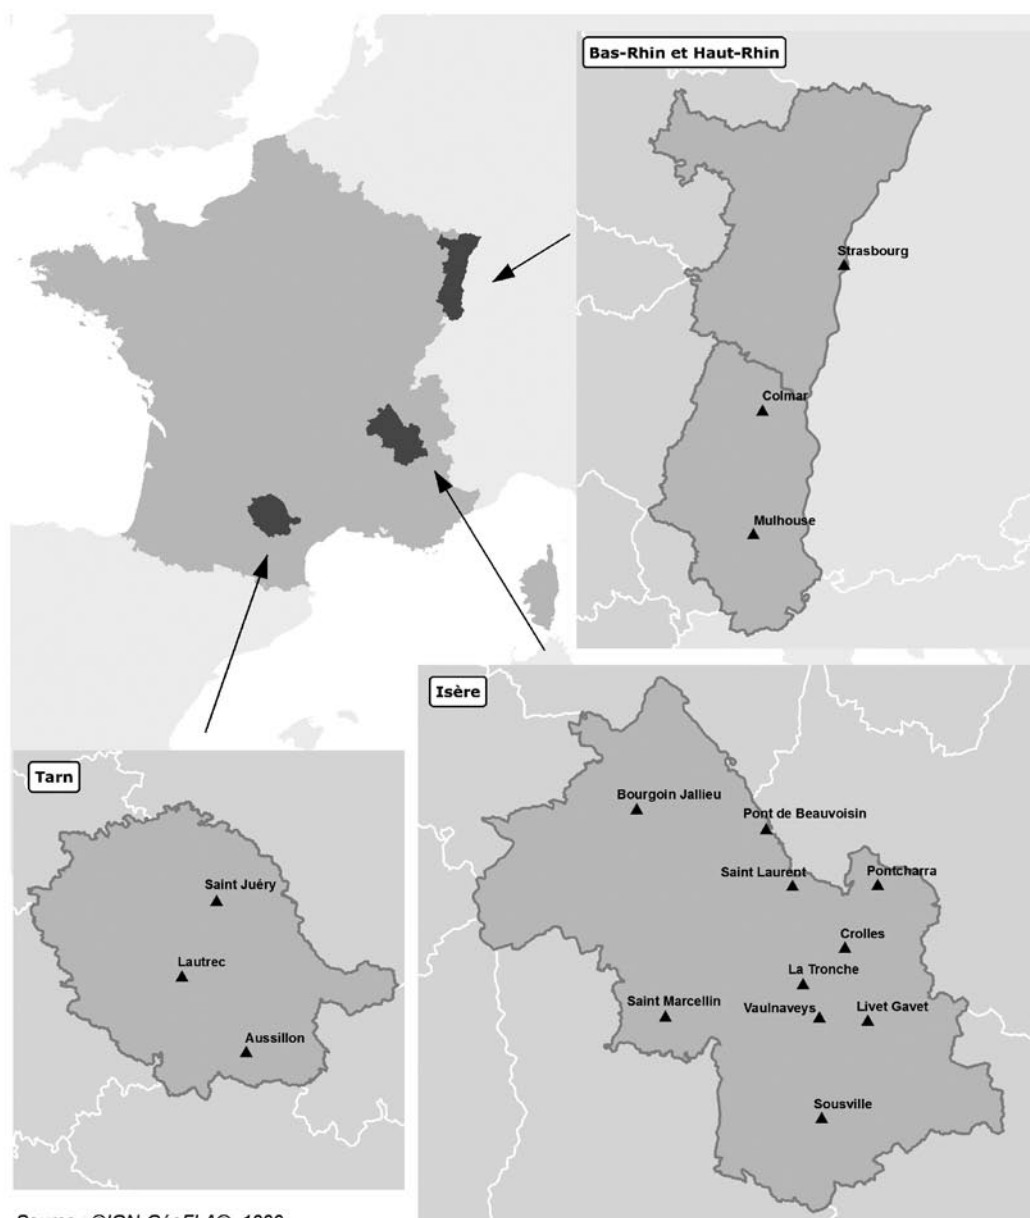 Bas-Rhin et Haut-Rhin
Strasbourg
Colmar
Mulhouse
Isère
Bourgoin Jallieu
Pont de Beauvoisin
Saint Laurent
Pontcharra
Crolles
La Tronche
Saint Marcellin
Vaulnaveys
Livet Gavet
Sousville
Tarn
Saint Juéry
Lautrec
Aussillon